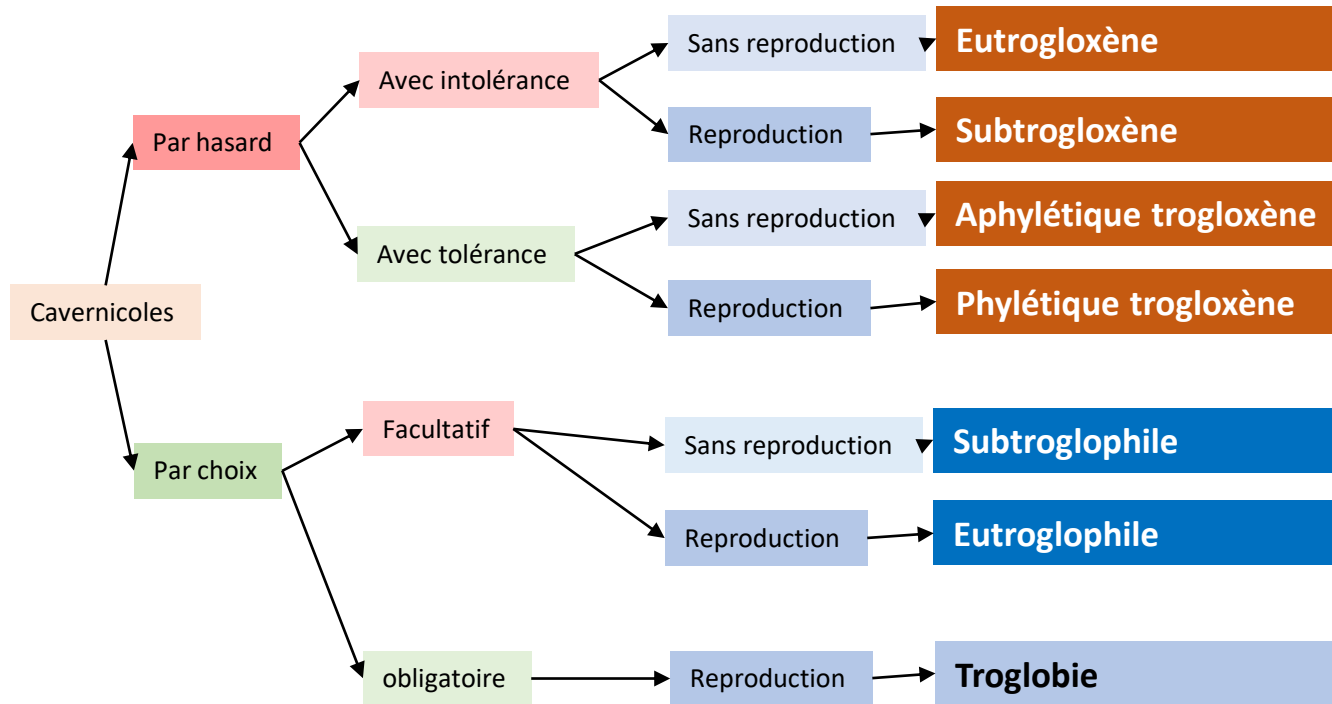 Sans reproduction
Eutrogloxène
Avec intolérance
Par hasard
Reproduction
Subtrogloxène
Sans reproduction
Aphylétique trogloxène
Avec tolérance
Reproduction
Phylétique trogloxène
Cavernicoles
Facultatif
Sans reproduction
Subtroglophile
Par choix
Reproduction
Eutroglophile
obligatoire
Reproduction
Troglobie